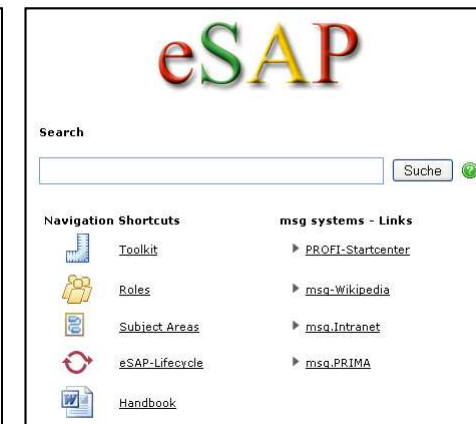 eSAP
Search
Suche
Navigation Shortcuts
msg systems - Links
Toolkit
PROFI-Startcenter
Roles
msg-Wikipedia
Subject Areas
msg.Intranet
eSAP-Lifecycle
msg.PRIMA
Handbook